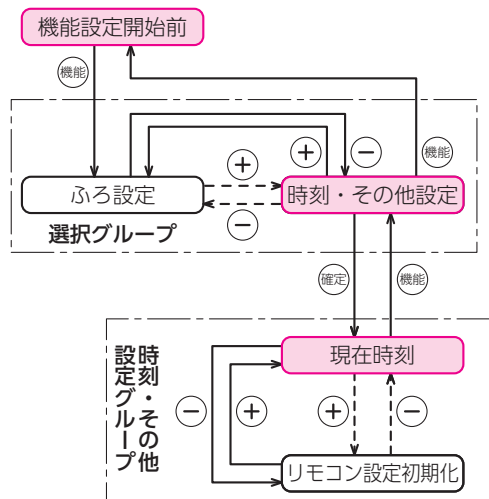 機能設定開始前
機能
+
+
−
機能
ふろ設定
−
時刻・その他設定
選択グループ
確定
機能
時刻・その他
設定グループ
現在時刻
−
+
+
−
リモコン設定初期化